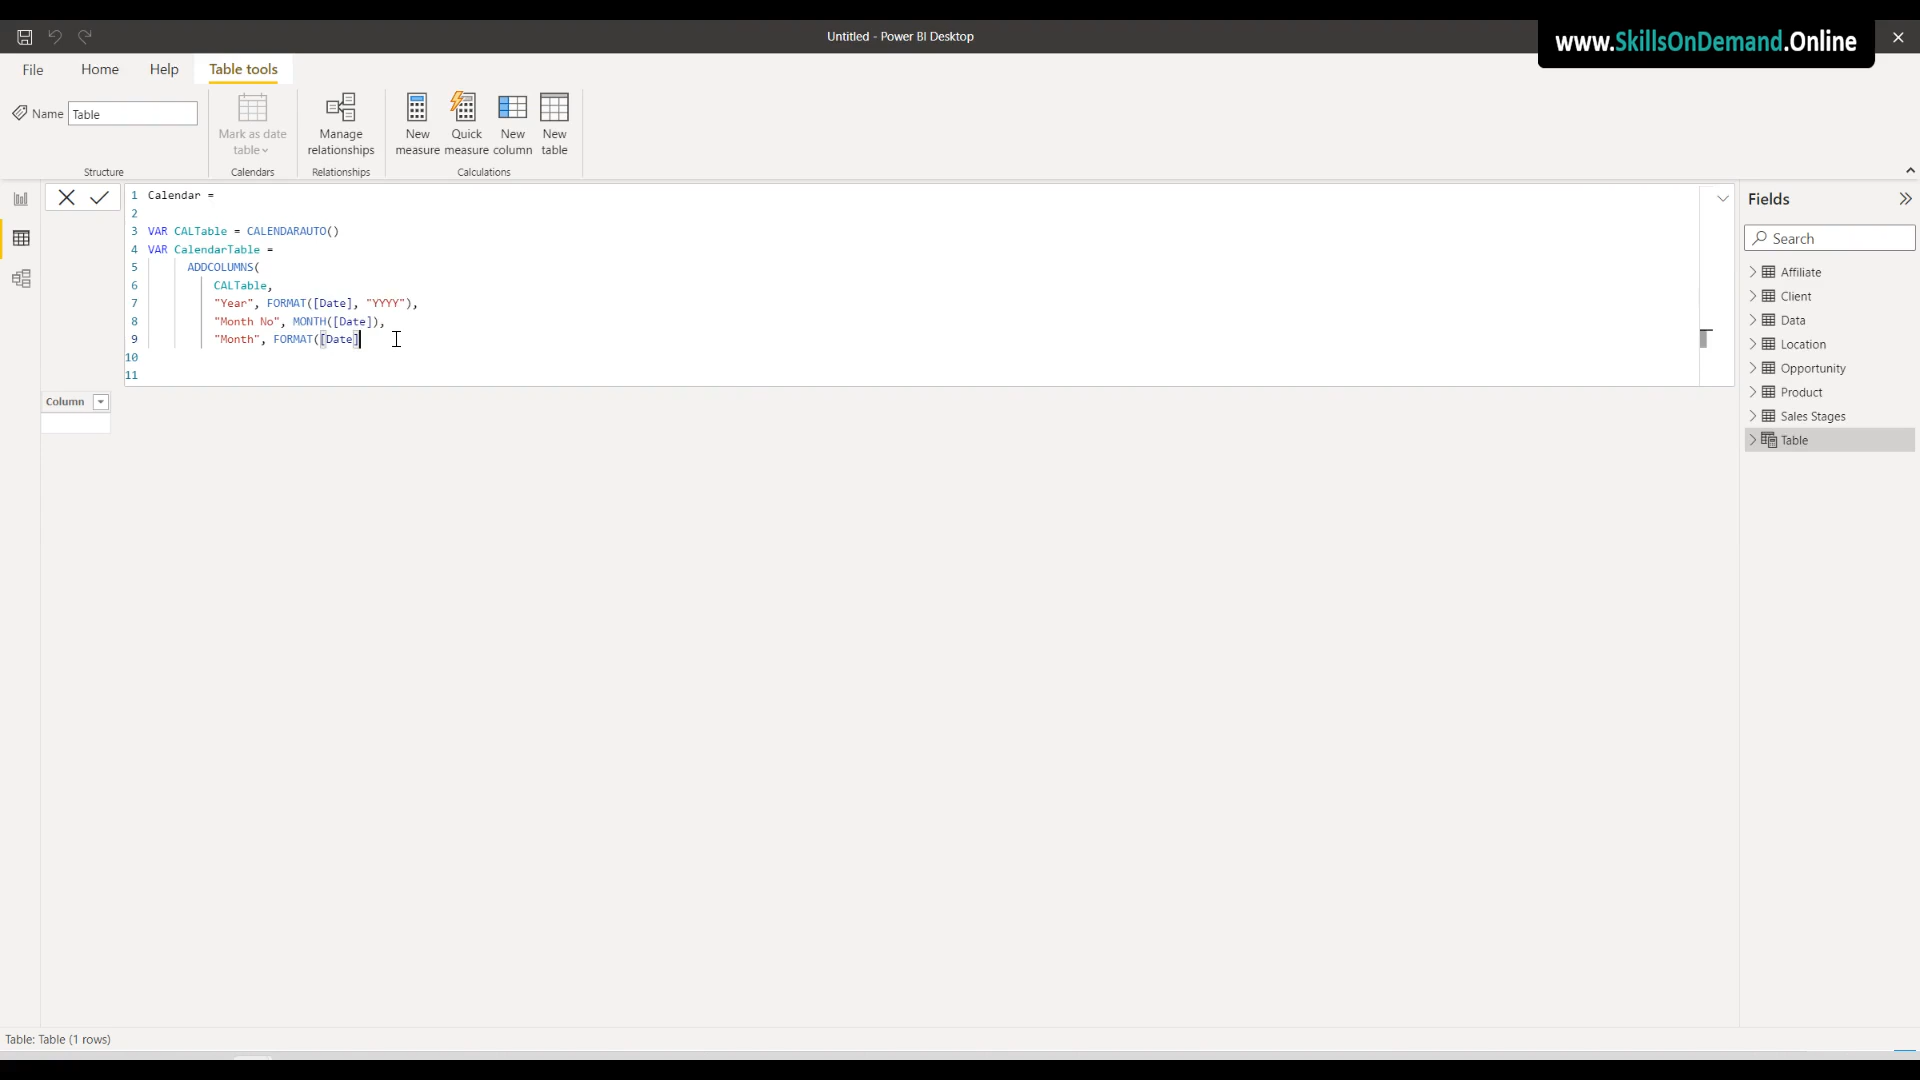 Untitled - Power BI Desktop
www.SkillsOnDemand.Online
File
Home
Help
Table tools
Name
Table
Structure
Mark as date
table
Calendars
Manage
relationships
Relationships
New
measure
Quick
measure
New
column
New
table
Calculations
1 Calendar =
2
3 VAR CALTable = CALENDARAUTO()
4 VAR CalendarTable =
5 ADDCOLUMNS(
6 CALTable,
7 "Year", FORMAT([Date], "YYYY"),
8 "Month No", MONTH([Date]),
9 "Month", FORMAT([Date]
10
11
Column
Fields
Search
Affiliate
Client
Data
Location
Opportunity
Product
Sales Stages
Table
Table: Table (1 rows)